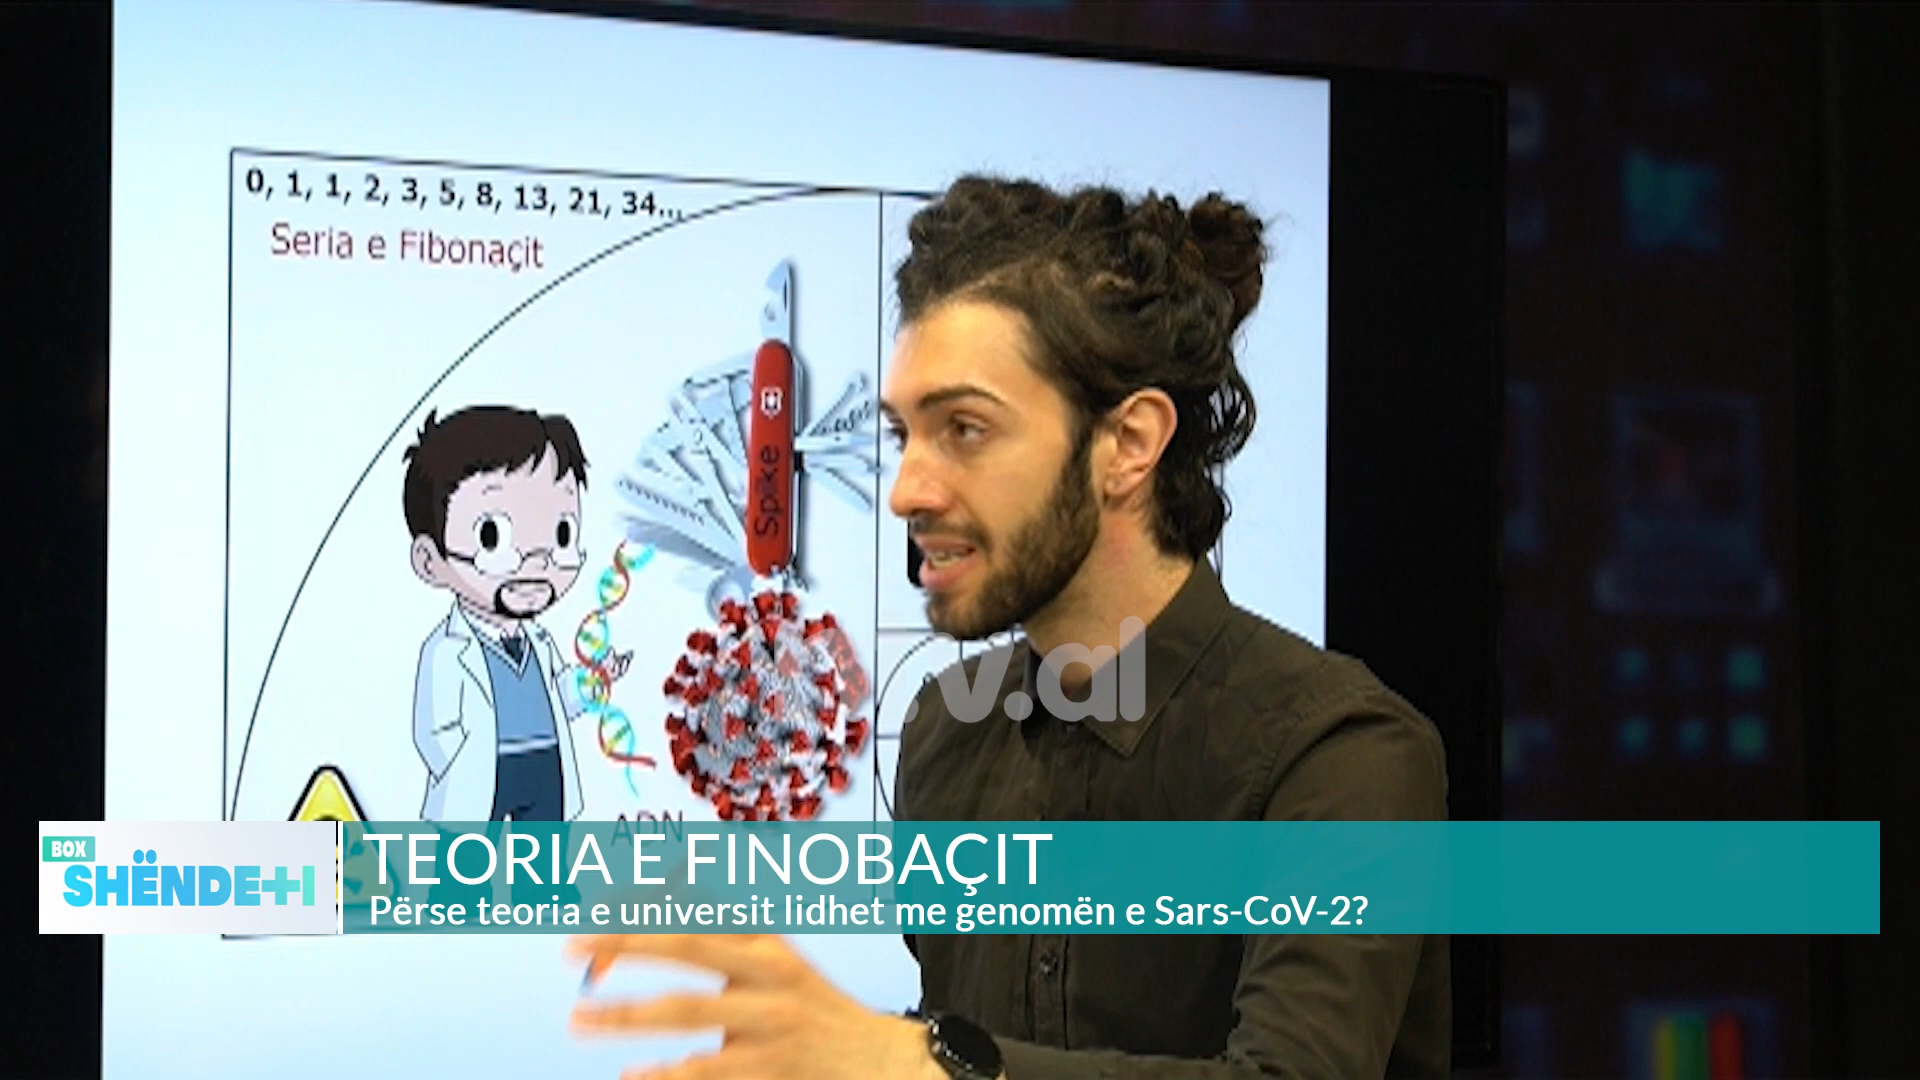 0, 1, 1, 2, 3, 5, 8, 13, 21, 34...
Seria e Fibonaçit
Spike
ADN
BOX
SHËNDETI
TEORIA E FINOBAÇIT
Përse teoria e universit lidhet me genomën e Sars-CoV-2?